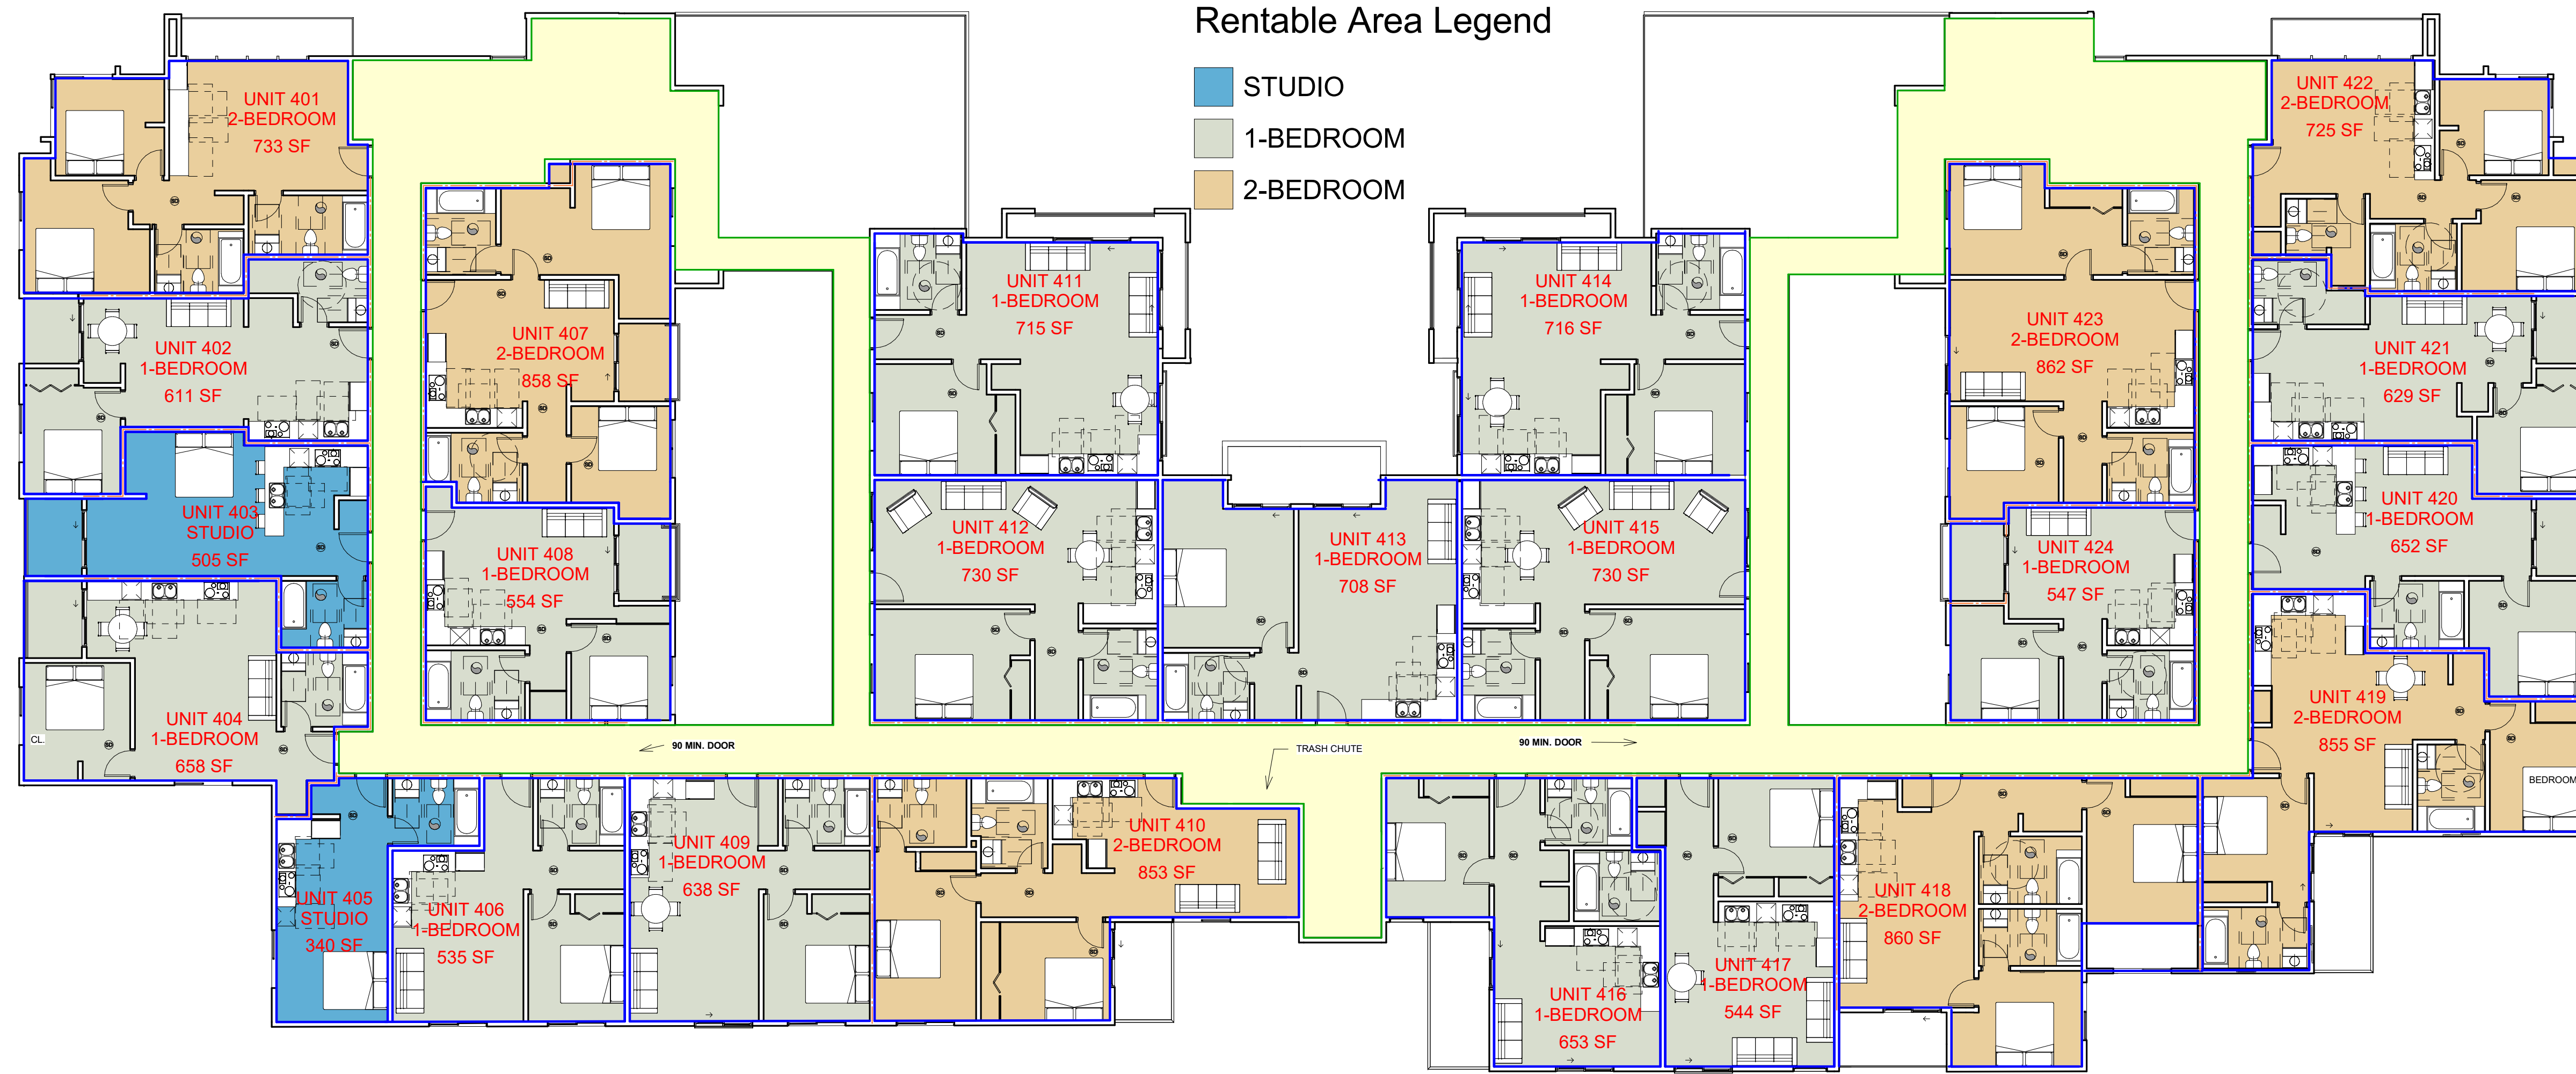 Rentable Area Legend
STUDIO
1-BEDROOM
2-BEDROOM
UNIT 401
2-BEDROOM
733 SF
UNIT 402
1-BEDROOM
611 SF
UNIT 403
STUDIO
505 SF
UNIT 404
1-BEDROOM
658 SF
CL.
UNIT 405
STUDIO
340 SF
UNIT 406
1-BEDROOM
535 SF
UNIT 407
2-BEDROOM
858 SF
UNIT 408
1-BEDROOM
554 SF
UNIT 409
1-BEDROOM
638 SF
UNIT 410
2-BEDROOM
853 SF
UNIT 411
1-BEDROOM
715 SF
UNIT 412
1-BEDROOM
730 SF
UNIT 413
1-BEDROOM
708 SF
UNIT 414
1-BEDROOM
716 SF
UNIT 415
1-BEDROOM
730 SF
90 MIN. DOOR
TRASH CHUTE
90 MIN. DOOR
UNIT 416
1-BEDROOM
653 SF
UNIT 417
1-BEDROOM
544 SF
UNIT 418
2-BEDROOM
860 SF
UNIT 419
2-BEDROOM
855 SF
BEDROOM
UNIT 420
1-BEDROOM
652 SF
UNIT 421
1-BEDROOM
629 SF
UNIT 422
2-BEDROOM
725 SF
UNIT 423
2-BEDROOM
862 SF
UNIT 424
1-BEDROOM
547 SF